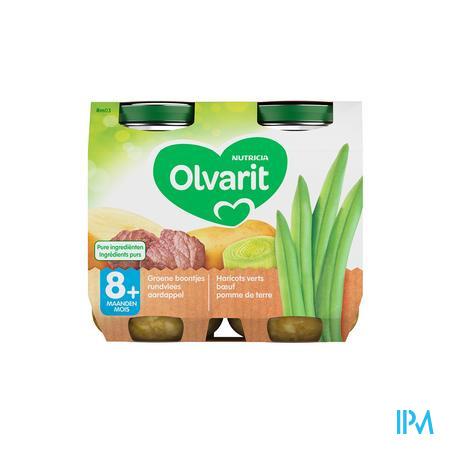 8m03
NUTRICIA
Olvarit
Pure ingrediënten
Ingrédients purs
8+
MAANDEN
MOIS
Groene boontjes
rundvlees
aardappel
Haricots verts
bœuf
pomme de terre
IPM